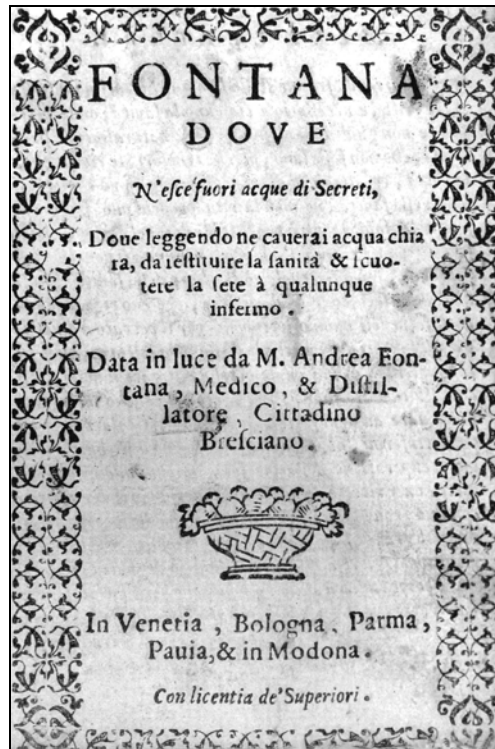 FONTANA
DOVE
N'esce fuori acque di Secreti,
Doue leggendo ne cauerai acqua chia
ra, da restituire la sanità & scuo-
tere la sete à qualunque
infermo.
Data in luce da M. Andrea Fon-
tana, Medico, & Distil-
latore, Cittadino
Bresciano.
In Venetia, Bologna, Parma,
Pauia, & in Modona.
Con licentia de' Superiori.